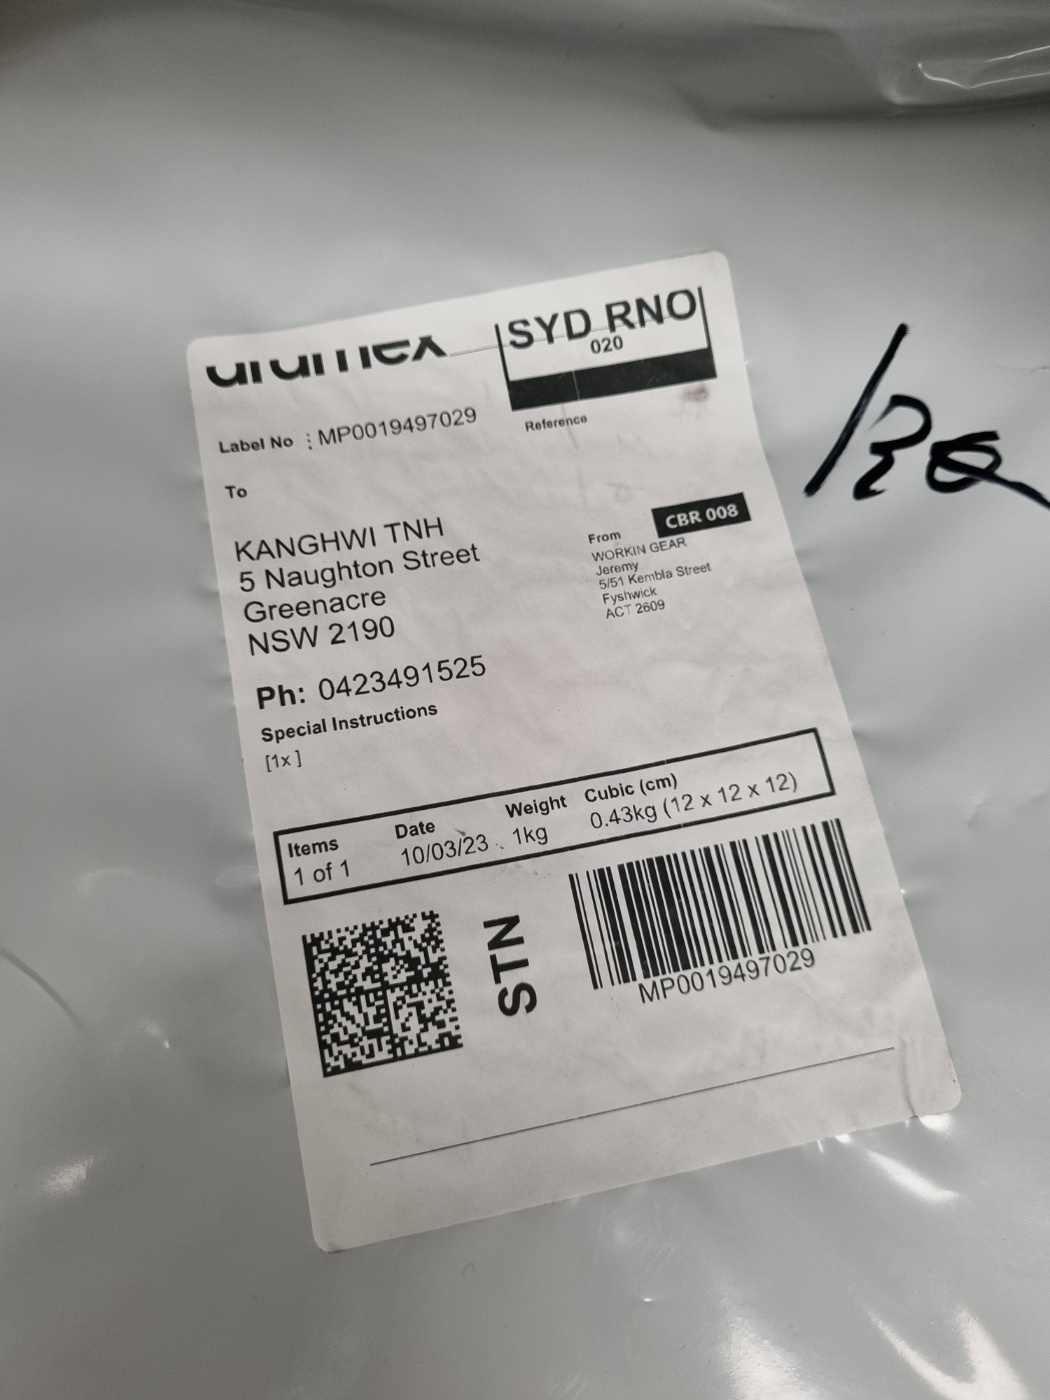 SYD RNO
020
Label No : MP0019497029
Reference
To
KANGHWI TNH
5 Naughton Street
Greenacre
NSW 2190
Ph: 0423491525
CBR 008
From
WORKIN GEAR
Jeremy
5/51 Kembla Street
Fyshwick
ACT 2609
Special Instructions
[1x ]
Items Date Weight Cubic (cm)
1 of 1 10/03/23 1kg 0.43kg (12 x 12 x 12)
STN
MP0019497029